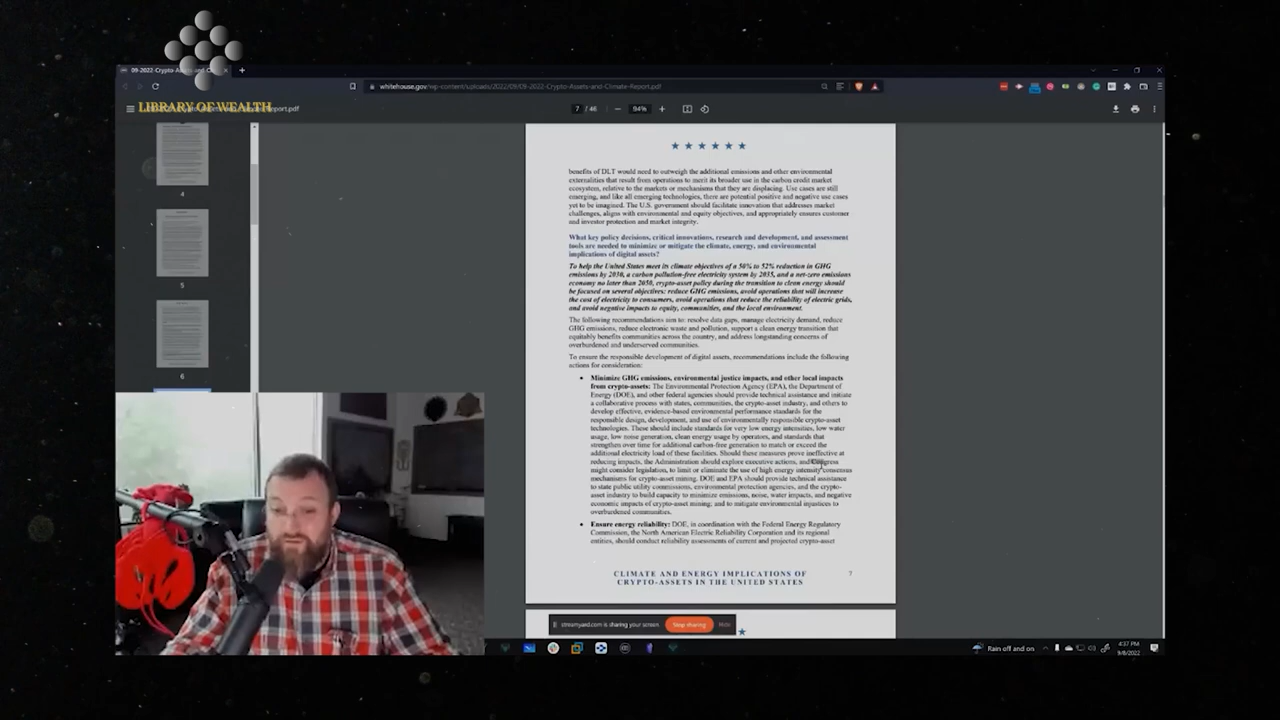 09-2022-Crypto-Assets-and-C
whitehouse.gov/wp-content/uploads/2022/09/09-2022-Crypto-Assets-and-Climate-Report.pdf
LIBRARY OF WEALTH
report.pdf
7 / 46
94%
4
5
6
benefits of DLT would need to outweigh the additional emissions and other environmental
externalities that result from operations to merit its broader use in the carbon credit market
ecosystem, relative to the markets or mechanisms that they are displacing. Use cases are still
emerging, and like all emerging technologies, there are potential positive and negative use cases
yet to be imagined. The U.S. government should facilitate innovation that addresses market
challenges, aligns with environmental and equity objectives, and appropriately ensures customer
and investor protection and market integrity.
What key policy decisions, critical innovations, research and development, and assessment
tools are needed to minimize or mitigate the climate, energy, and environmental
implications of digital assets?
To help the United States meet its climate objectives of a 50% to 52% reduction in GHG
emissions by 2030, a carbon pollution-free electricity system by 2035, and a net-zero emissions
economy no later than 2050, crypto-asset policy during the transition to clean energy should
be focused on several objectives: reduce GHG emissions, avoid operations that will increase
the cost of electricity to consumers, avoid operations that reduce the reliability of electric grids,
and avoid negative impacts to equity, communities, and the local environment.
The following recommendations aim to: resolve data gaps, manage electricity demand, reduce
GHG emissions, reduce electronic waste and pollution, support a clean energy transition that
equitably benefits communities across the country, and address longstanding concerns of
overburdened and underserved communities.
To ensure the responsible development of digital assets, recommendations include the following
actions for consideration:
• Minimize GHG emissions, environmental justice impacts, and other local impacts
from crypto-assets: The Environmental Protection Agency (EPA), the Department of
Energy (DOE), and other federal agencies should provide technical assistance and initiate
a collaborative process with states, communities, the crypto-asset industry, and others to
develop effective, evidence-based environmental performance standards for the
responsible design, development, and use of environmentally responsible crypto-asset
technologies. These should include standards for very low energy intensities, low water
usage, low noise generation, clean energy usage by operators, and standards that
strengthen over time for additional carbon-free generation to match or exceed the
additional electricity load of these facilities. Should these measures prove ineffective at
reducing impacts, the Administration should explore executive actions, and Congress
might consider legislation, to limit or eliminate the use of high energy intensity consensus
mechanisms for crypto-asset mining. DOE and EPA should provide technical assistance
to state public utility commissions, environmental protection agencies, and the crypto-
asset industry to build capacity to minimize emissions, noise, water impacts, and negative
economic impacts of crypto-asset mining; and to mitigate environmental injustices to
overburdened communities.
• Ensure energy reliability: DOE, in coordination with the Federal Energy Regulatory
Commission, the North American Electric Reliability Corporation and its regional
entities, should conduct reliability assessments of current and projected crypto-asset
CLIMATE AND ENERGY IMPLICATIONS OF
CRYPTO-ASSETS IN THE UNITED STATES
7
streamyard.com is sharing your screen.
Stop sharing
Hide
Rain off and on
4:37 PM
9/8/2022